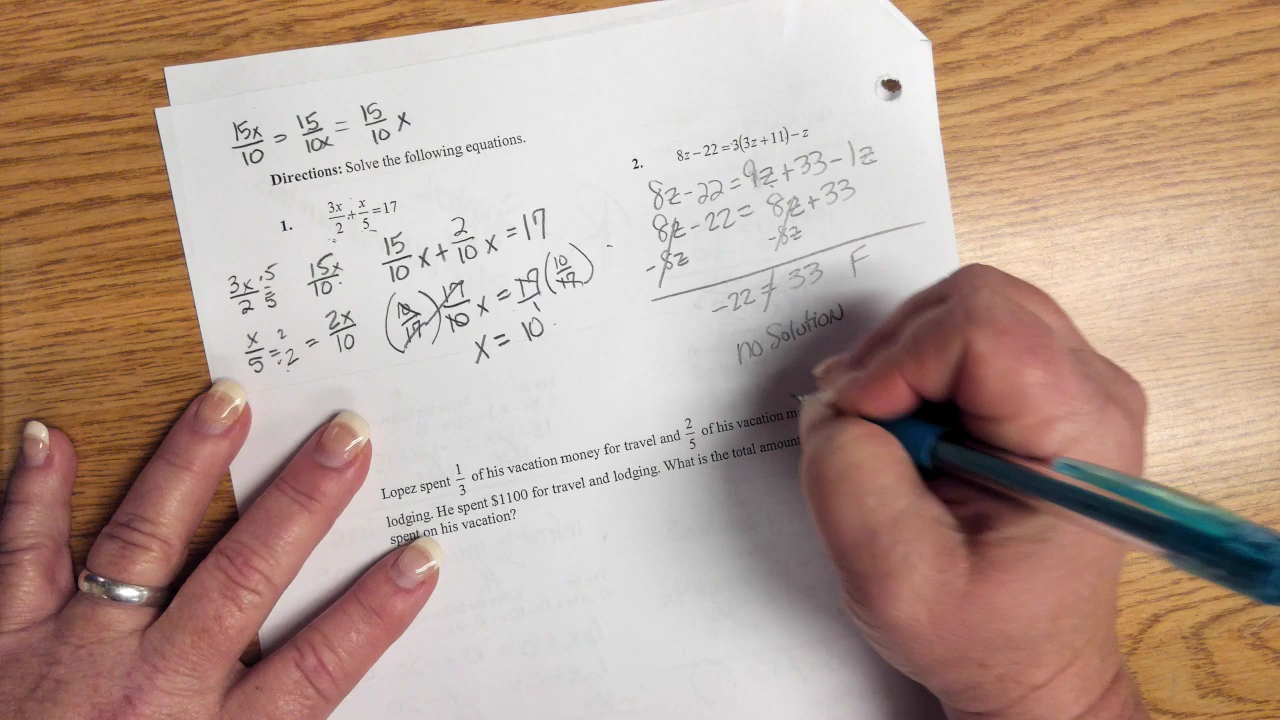 15x/10 = 15/10x = 15/10 x
Directions: Solve the following equations.
1. 3x/2 + x/5 = 17
15/10 x + 2/10 x = 17
3x/2 ·5/:5 15x/10
(10/17) 17/10 x = 17/1 (10/17)
x/5 = ·2/·2 = 2x/10
x = 10
2. 8z − 22 = 3(3z + 11) − z
8z − 22 = 9z + 33 − 1z
8z − 22 = 8z + 33
−8z −8z
−22 ≠ 33 F
no Solution
Lopez spent 1/3 of his vacation money for travel and 2/5 of his vacation m
lodging. He spent $1100 for travel and lodging. What is the total amount
spent on his vacation?